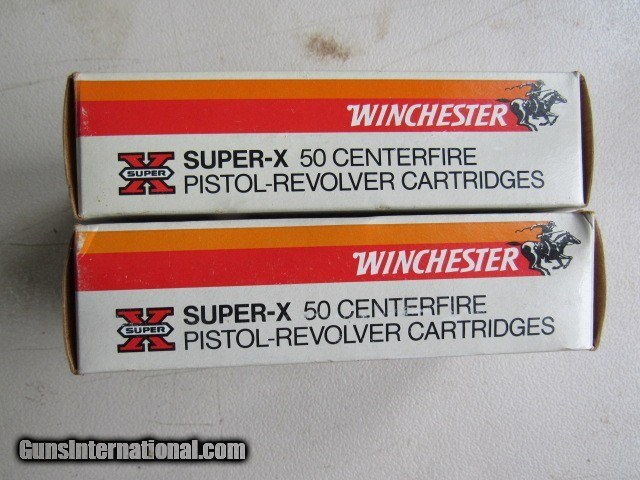 WINCHESTER
X
SUPER
SUPER-X 50 CENTERFIRE
PISTOL-REVOLVER CARTRIDGES
WINCHESTER
X
SUPER
SUPER-X 50 CENTERFIRE
PISTOL-REVOLVER CARTRIDGES
GunsInternational.com